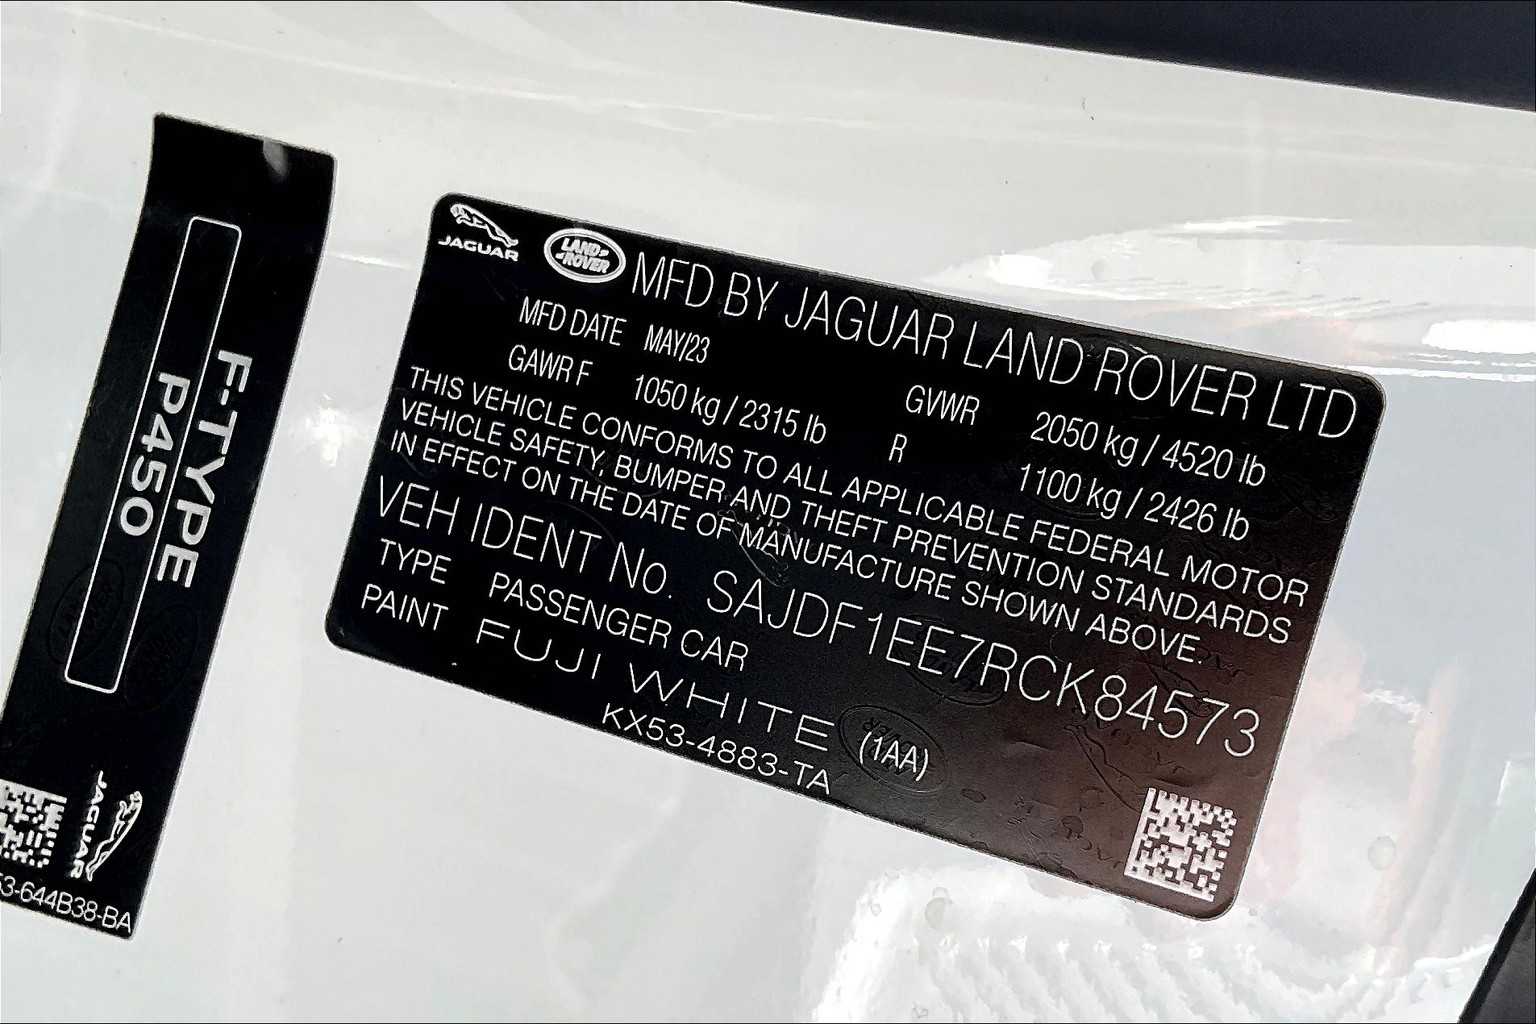 F-TYPE
P450
JAGUAR
53-644B38-BA
JAGUAR
LAND ROVER
MFD BY JAGUAR LAND ROVER LTD
MFD DATE MAY/23 GVWR 2050 kg / 4520 lb
GAWR F 1050 kg / 2315 lb R 1100 kg / 2426 lb
THIS VEHICLE CONFORMS TO ALL APPLICABLE FEDERAL MOTOR
VEHICLE SAFETY, BUMPER AND THEFT PREVENTION STANDARDS
IN EFFECT ON THE DATE OF MANUFACTURE SHOWN ABOVE.
VEH IDENT No. SAJDF1EE7RCK84573
TYPE PASSENGER CAR
PAINT FUJI WHITE (1AA)
KX53-4883-TA